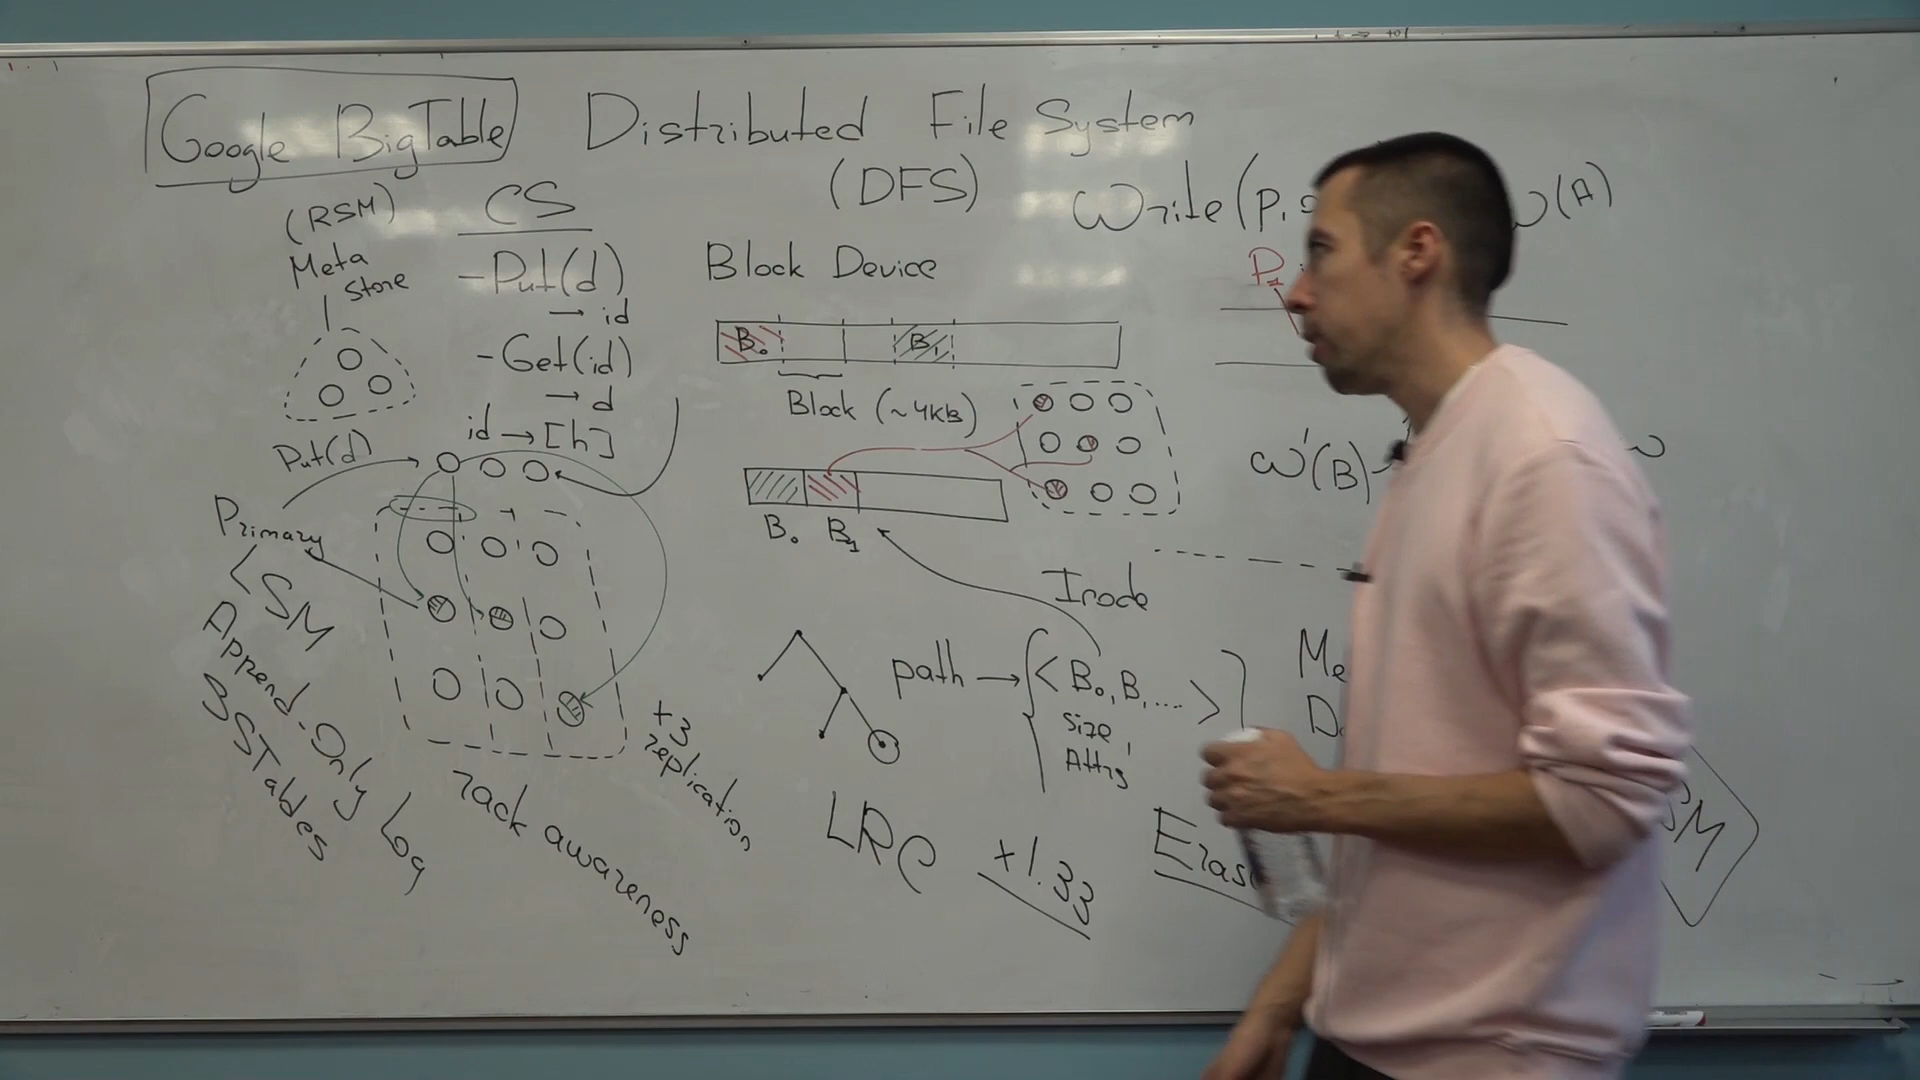 Google BigTable
Distributed File System
(DFS)
(RSM)
Meta
Store
CS
-Put(d)
→ id
-Get(id)
→ d
id → [h]
Put(d)
Primary
LSM
Append-Only Log
SSTables
rack awareness
+3
replication
Block Device
B₀
B₁
Block (~4Kb)
B₀ B₁
Inode
path → {< B₀, B, ... >}
Size,
Attrs
LRC
+1.33
Write(p,
w(A)
P₁
w'(B)
w